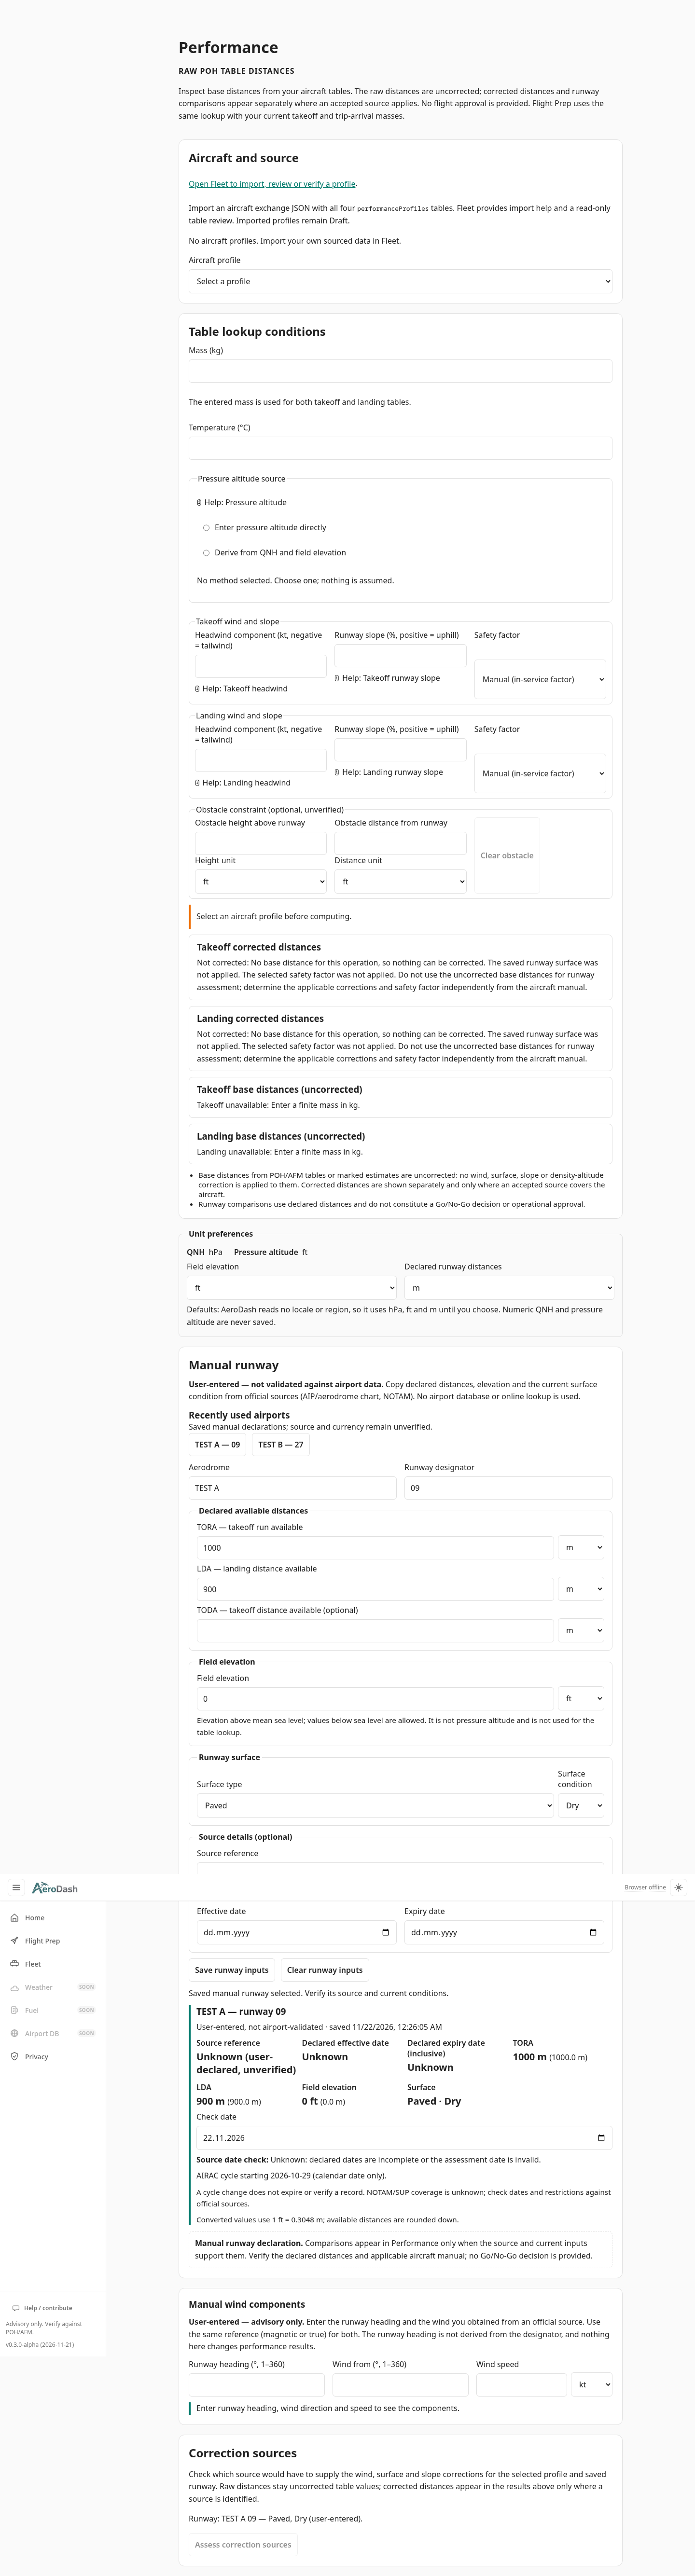 Performance
RAW POH TABLE DISTANCES
Inspect base distances from your aircraft tables. The raw distances are uncorrected; corrected distances and runway
comparisons appear separately where an accepted source applies. No flight approval is provided. Flight Prep uses the
same lookup with your current takeoff and trip-arrival masses.
Aircraft and source
Open Fleet to import, review or verify a profile.
Import an aircraft exchange JSON with all four performanceProfiles tables. Fleet provides import help and a read-only
table review. Imported profiles remain Draft.
No aircraft profiles. Import your own sourced data in Fleet.
Aircraft profile
Select a profile
Table lookup conditions
Mass (kg)
The entered mass is used for both takeoff and landing tables.
Temperature (°C)
Pressure altitude source
Help: Pressure altitude
Enter pressure altitude directly
Derive from QNH and field elevation
No method selected. Choose one; nothing is assumed.
Takeoff wind and slope
Headwind component (kt, negative
= tailwind)
Runway slope (%, positive = uphill)
Safety factor
Manual (in-service factor)
Help: Takeoff headwind
Help: Takeoff runway slope
Landing wind and slope
Headwind component (kt, negative
= tailwind)
Runway slope (%, positive = uphill)
Safety factor
Manual (in-service factor)
Help: Landing headwind
Help: Landing runway slope
Obstacle constraint (optional, unverified)
Obstacle height above runway
Obstacle distance from runway
Clear obstacle
Height unit
Distance unit
ft
ft
Select an aircraft profile before computing.
Takeoff corrected distances
Not corrected: No base distance for this operation, so nothing can be corrected. The saved runway surface was
not applied. The selected safety factor was not applied. Do not use the uncorrected base distances for runway
assessment; determine the applicable corrections and safety factor independently from the aircraft manual.
Landing corrected distances
Not corrected: No base distance for this operation, so nothing can be corrected. The saved runway surface was
not applied. The selected safety factor was not applied. Do not use the uncorrected base distances for runway
assessment; determine the applicable corrections and safety factor independently from the aircraft manual.
Takeoff base distances (uncorrected)
Takeoff unavailable: Enter a finite mass in kg.
Landing base distances (uncorrected)
Landing unavailable: Enter a finite mass in kg.
• Base distances from POH/AFM tables or marked estimates are uncorrected: no wind, surface, slope or density-altitude
correction is applied to them. Corrected distances are shown separately and only where an accepted source covers the
aircraft.
• Runway comparisons use declared distances and do not constitute a Go/No-Go decision or operational approval.
Unit preferences
QNH hPa Pressure altitude ft
Field elevation
Declared runway distances
ft
m
Defaults: AeroDash reads no locale or region, so it uses hPa, ft and m until you choose. Numeric QNH and pressure
altitude are never saved.
Manual runway
User-entered — not validated against airport data. Copy declared distances, elevation and the current surface
condition from official sources (AIP/aerodrome chart, NOTAM). No airport database or online lookup is used.
Recently used airports
Saved manual declarations; source and currency remain unverified.
TEST A — 09
TEST B — 27
Aerodrome
Runway designator
TEST A
09
Declared available distances
TORA — takeoff run available
1000
m
LDA — landing distance available
900
m
TODA — takeoff distance available (optional)
m
Field elevation
Field elevation
0
ft
Elevation above mean sea level; values below sea level are allowed. It is not pressure altitude and is not used for the
table lookup.
Runway surface
Surface type
Surface
condition
Paved
Dry
Source details (optional)
Source reference
AeroDash
Browser offline
Home
Flight Prep
Fleet
Weather SOON
Fuel SOON
Airport DB SOON
Privacy
Help / contribute
Advisory only. Verify against
POH/AFM.
v0.3.0-alpha (2026-11-21)
Effective date
Expiry date
dd.mm.yyyy
dd.mm.yyyy
Save runway inputs
Clear runway inputs
Saved manual runway selected. Verify its source and current conditions.
TEST A — runway 09
User-entered, not airport-validated · saved 11/22/2026, 12:26:05 AM
Source reference
Unknown (user-
declared, unverified)
Declared effective date
Unknown
Declared expiry date
(inclusive)
Unknown
TORA
1000 m (1000.0 m)
LDA
900 m (900.0 m)
Field elevation
0 ft (0.0 m)
Surface
Paved · Dry
Check date
22.11.2026
Source date check: Unknown: declared dates are incomplete or the assessment date is invalid.
AIRAC cycle starting 2026-10-29 (calendar date only).
A cycle change does not expire or verify a record. NOTAM/SUP coverage is unknown; check dates and restrictions against
official sources.
Converted values use 1 ft = 0.3048 m; available distances are rounded down.
Manual runway declaration. Comparisons appear in Performance only when the source and current inputs
support them. Verify the declared distances and applicable aircraft manual; no Go/No-Go decision is provided.
Manual wind components
User-entered — advisory only. Enter the runway heading and the wind you obtained from an official source. Use
the same reference (magnetic or true) for both. The runway heading is not derived from the designator, and nothing
here changes performance results.
Runway heading (°, 1–360)
Wind from (°, 1–360)
Wind speed
kt
Enter runway heading, wind direction and speed to see the components.
Correction sources
Check which source would have to supply the wind, surface and slope corrections for the selected profile and saved
runway. Raw distances stay uncorrected table values; corrected distances appear in the results above only where a
source is identified.
Runway: TEST A 09 — Paved, Dry (user-entered).
Assess correction sources